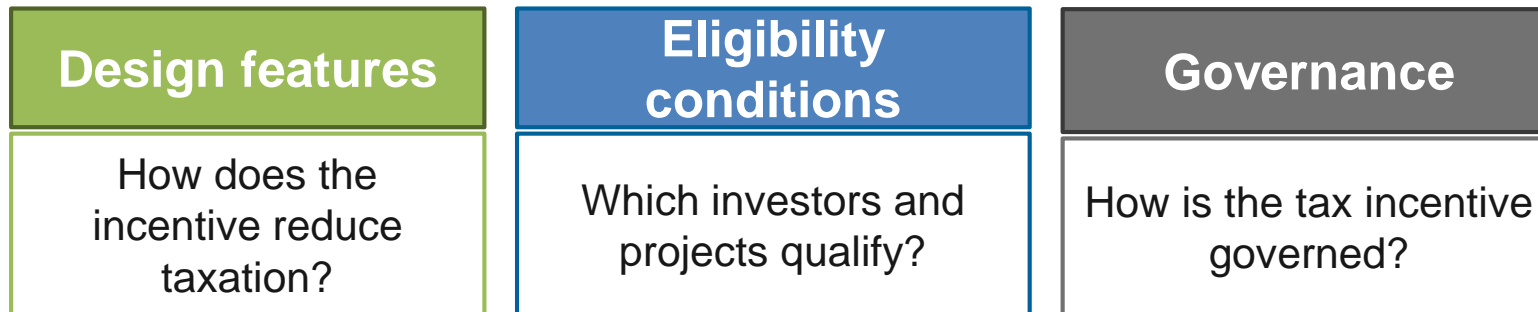 Design features
How does the
incentive reduce
taxation?
Eligibility
conditions
Which investors and
projects qualify?
Governance
How is the tax incentive
governed?